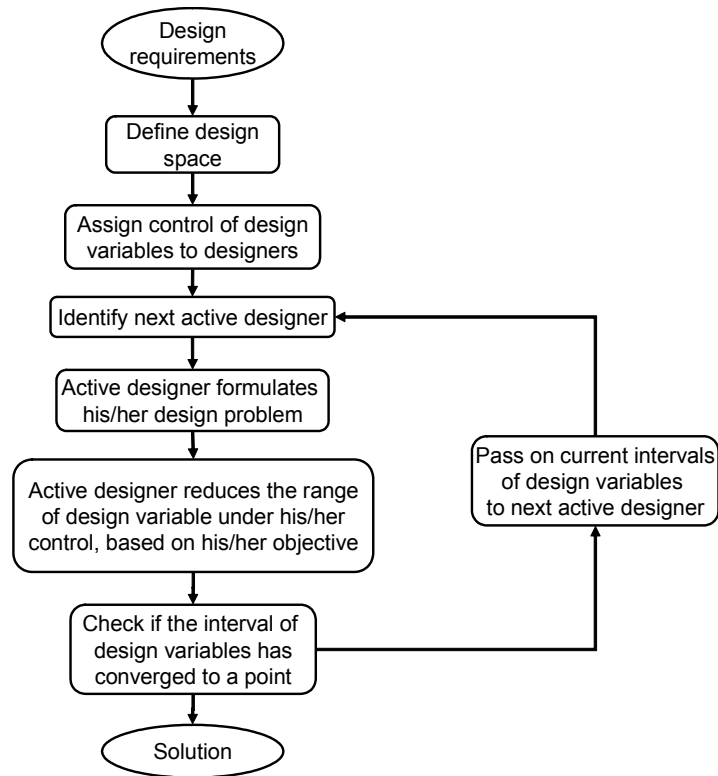 Design
requirements
Define design
space
Assign control of design
variables to designers
Identify next active designer
Active designer formulates
his/her design problem
Active designer reduces the range
of design variable under his/her
control, based on his/her objective
Check if the interval of
design variables has
converged to a point
Solution
Pass on current intervals
of design variables
to next active designer